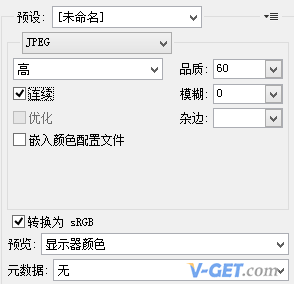 预设: [未命名]
JPEG
高 品质: 60
连续 模糊: 0
优化 杂边:
嵌入颜色配置文件
转换为 sRGB
预览: 显示器颜色
元数据: 无
V-GET.com